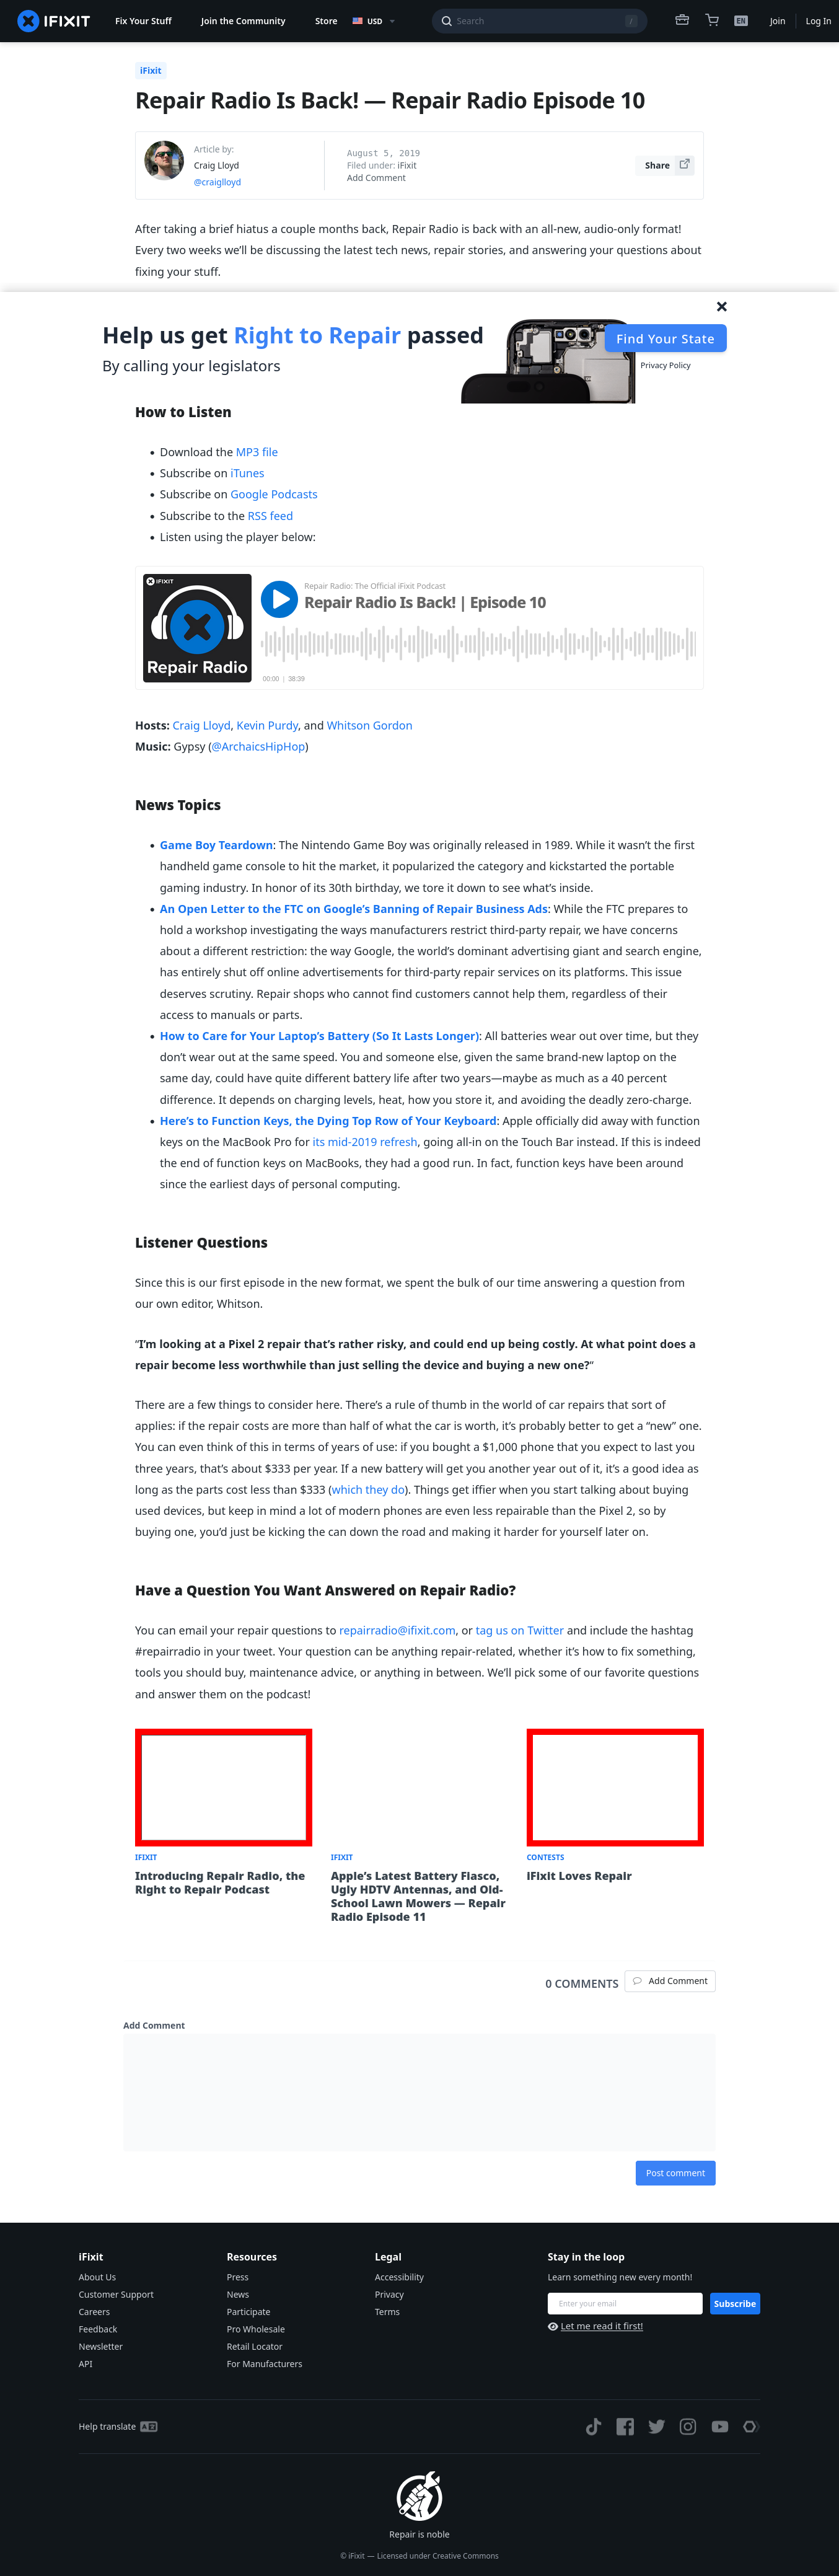 IFIXIT Fix Your Stuff Join the Community Store USD Search / EN Join Log In
iFixit
Repair Radio Is Back! — Repair Radio Episode 10
Article by:
Craig Lloyd
@craiglloyd
August 5, 2019
Filed under: iFixit
Add Comment
Share
After taking a brief hiatus a couple months back, Repair Radio is back with an all-new, audio-only format!
Every two weeks we’ll be discussing the latest tech news, repair stories, and answering your questions about
fixing your stuff.
Help us get Right to Repair passed
By calling your legislators
Find Your State
Privacy Policy
How to Listen
• Download the MP3 file
• Subscribe on iTunes
• Subscribe on Google Podcasts
• Subscribe to the RSS feed
• Listen using the player below:
IFIXIT
Repair Radio
Repair Radio: The Official iFixit Podcast
Repair Radio Is Back! | Episode 10
00:00 | 38:39
Hosts: Craig Lloyd, Kevin Purdy, and Whitson Gordon
Music: Gypsy (@ArchaicsHipHop)
News Topics
• Game Boy Teardown: The Nintendo Game Boy was originally released in 1989. While it wasn’t the first
handheld game console to hit the market, it popularized the category and kickstarted the portable
gaming industry. In honor of its 30th birthday, we tore it down to see what’s inside.
• An Open Letter to the FTC on Google’s Banning of Repair Business Ads: While the FTC prepares to
hold a workshop investigating the ways manufacturers restrict third-party repair, we have concerns
about a different restriction: the way Google, the world’s dominant advertising giant and search engine,
has entirely shut off online advertisements for third-party repair services on its platforms. This issue
deserves scrutiny. Repair shops who cannot find customers cannot help them, regardless of their
access to manuals or parts.
• How to Care for Your Laptop’s Battery (So It Lasts Longer): All batteries wear out over time, but they
don’t wear out at the same speed. You and someone else, given the same brand-new laptop on the
same day, could have quite different battery life after two years—maybe as much as a 40 percent
difference. It depends on charging levels, heat, how you store it, and avoiding the deadly zero-charge.
• Here’s to Function Keys, the Dying Top Row of Your Keyboard: Apple officially did away with function
keys on the MacBook Pro for its mid-2019 refresh, going all-in on the Touch Bar instead. If this is indeed
the end of function keys on MacBooks, they had a good run. In fact, function keys have been around
since the earliest days of personal computing.
Listener Questions
Since this is our first episode in the new format, we spent the bulk of our time answering a question from
our own editor, Whitson.
“I’m looking at a Pixel 2 repair that’s rather risky, and could end up being costly. At what point does a
repair become less worthwhile than just selling the device and buying a new one?”
There are a few things to consider here. There’s a rule of thumb in the world of car repairs that sort of
applies: if the repair costs are more than half of what the car is worth, it’s probably better to get a “new” one.
You can even think of this in terms of years of use: if you bought a $1,000 phone that you expect to last you
three years, that’s about $333 per year. If a new battery will get you another year out of it, it’s a good idea as
long as the parts cost less than $333 (which they do). Things get iffier when you start talking about buying
used devices, but keep in mind a lot of modern phones are even less repairable than the Pixel 2, so by
buying one, you’d just be kicking the can down the road and making it harder for yourself later on.
Have a Question You Want Answered on Repair Radio?
You can email your repair questions to repairradio@ifixit.com, or tag us on Twitter and include the hashtag
#repairradio in your tweet. Your question can be anything repair-related, whether it’s how to fix something,
tools you should buy, maintenance advice, or anything in between. We’ll pick some of our favorite questions
and answer them on the podcast!
IFIXIT
Introducing Repair Radio, the
Right to Repair Podcast
IFIXIT
Apple’s Latest Battery Fiasco,
Ugly HDTV Antennas, and Old-
School Lawn Mowers — Repair
Radio Episode 11
CONTESTS
iFixit Loves Repair
0 COMMENTS Add Comment
Add Comment
Post comment
iFixit
About Us
Customer Support
Careers
Feedback
Newsletter
API
Resources
Press
News
Participate
Pro Wholesale
Retail Locator
For Manufacturers
Legal
Accessibility
Privacy
Terms
Stay in the loop
Learn something new every month!
Enter your email Subscribe
Let me read it first!
Help translate
Repair is noble
© iFixit — Licensed under Creative Commons